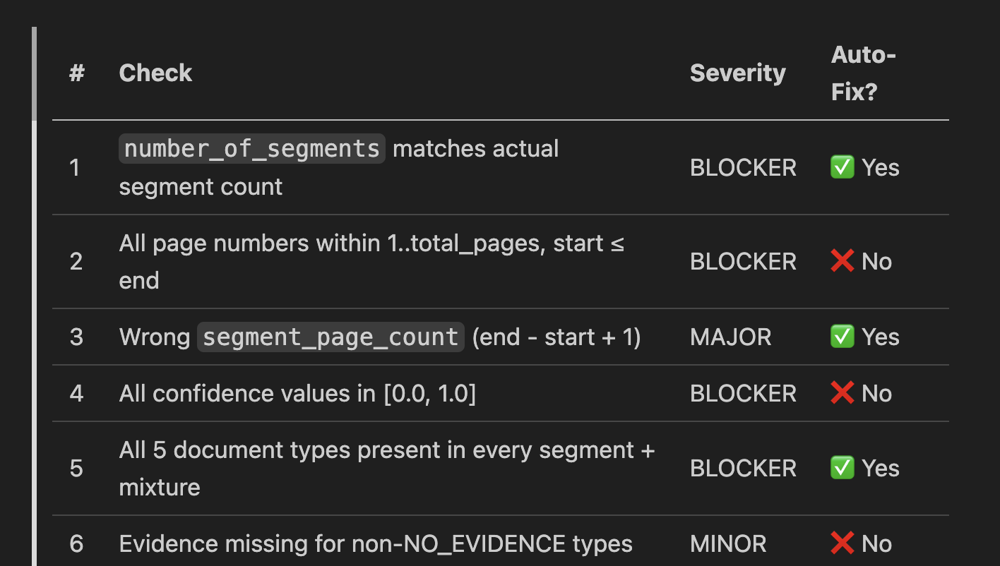 # Check Severity Auto-Fix?
1 number_of_segments matches actual segment count BLOCKER ✅ Yes
2 All page numbers within 1..total_pages, start ≤ end BLOCKER ❌ No
3 Wrong segment_page_count (end - start + 1) MAJOR ✅ Yes
4 All confidence values in [0.0, 1.0] BLOCKER ❌ No
5 All 5 document types present in every segment + mixture BLOCKER ✅ Yes
6 Evidence missing for non-NO_EVIDENCE types MINOR ❌ No